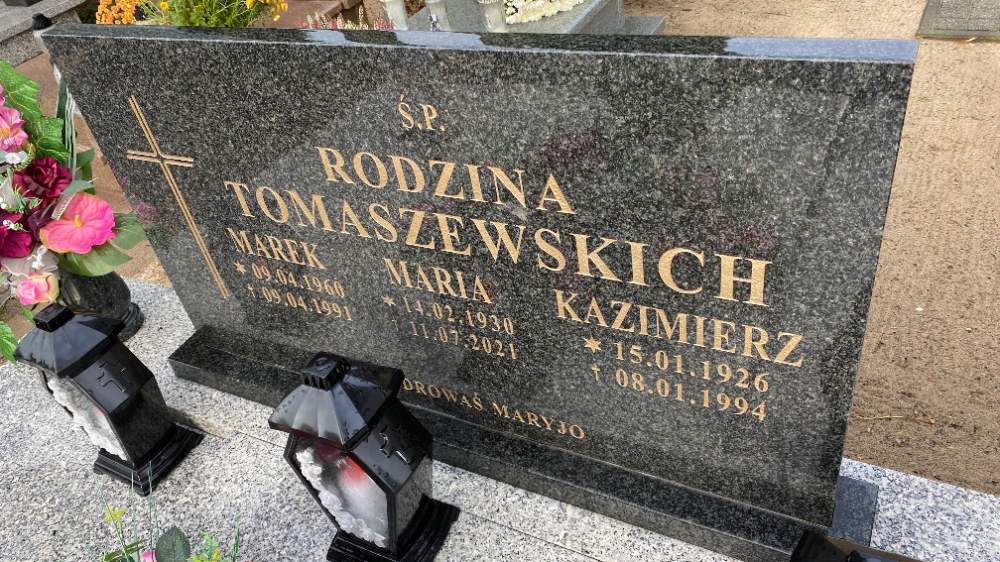 Ś.P.
RODZINA
TOMASZEWSKICH
MAREK
* 09.04.1960
† 09.04.1991
MARIA
* 14.02.1930
† 11.07.2021
KAZIMIERZ
* 15.01.1926
† 08.01.1994
MARYJO